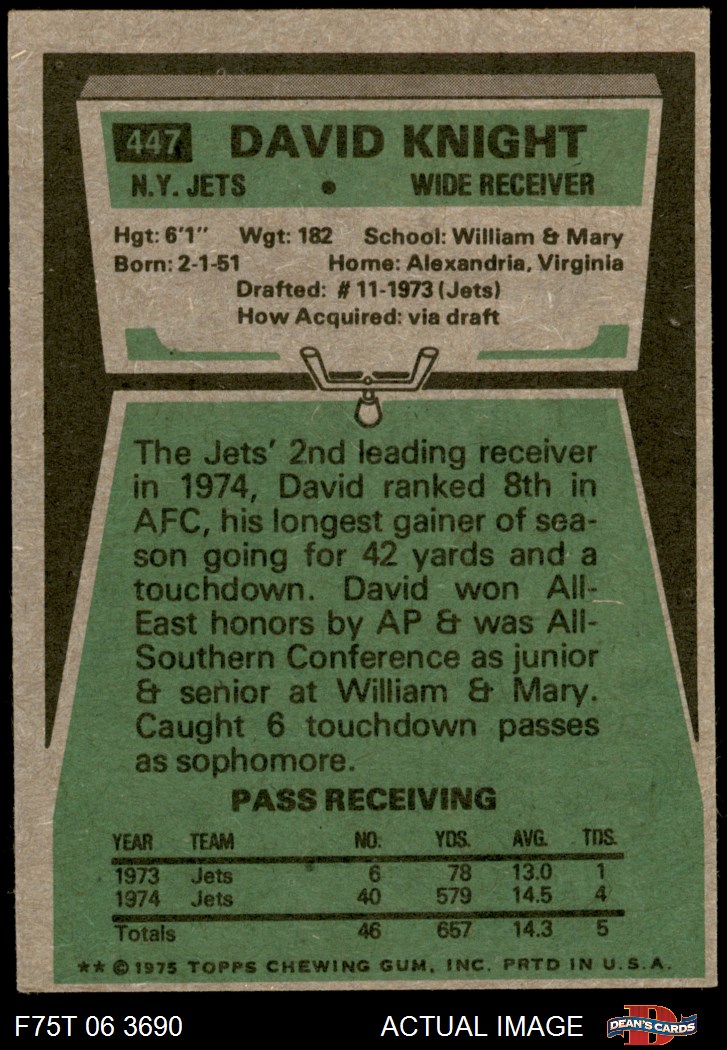 447 DAVID KNIGHT
N.Y. JETS • WIDE RECEIVER
Hgt: 6'1" Wgt: 182 School: William & Mary
Born: 2-1-51 Home: Alexandria, Virginia
Drafted: #11-1973 (Jets)
How Acquired: via draft
The Jets' 2nd leading receiver
in 1974, David ranked 8th in
AFC, his longest gainer of sea-
son going for 42 yards and a
touchdown. David won All-
East honors by AP & was All-
Southern Conference as junior
& senior at William & Mary.
Caught 6 touchdown passes
as sophomore.
PASS RECEIVING
YEAR TEAM NO. YDS. AVG. TDS.
1973 Jets 6 78 13.0 1
1974 Jets 40 579 14.5 4
Totals 46 657 14.3 5
** © 1975 TOPPS CHEWING GUM, INC. PRTD IN U.S.A.
F75T 06 3690 ACTUAL IMAGE DEAN'S CARDS